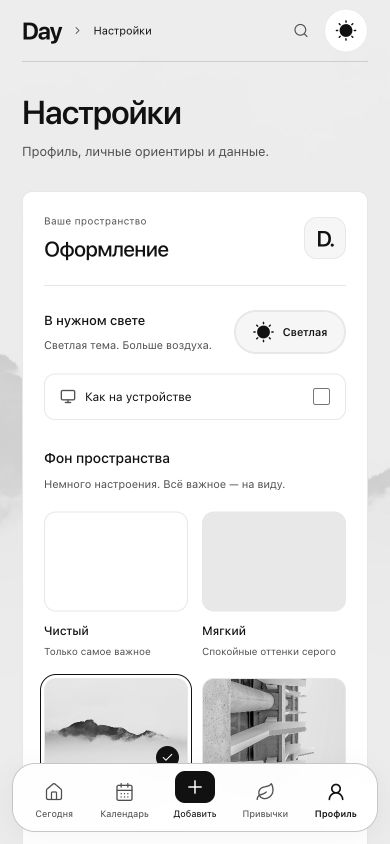 Day
Настройки
Настройки
Профиль, личные ориентиры и данные.
Ваше пространство
Оформление
D.
В нужном свете
Светлая тема. Больше воздуха.
Светлая
Как на устройстве
Фон пространства
Немного настроения. Всё важное — на виду.
Чистый
Только самое важное
Мягкий
Спокойные оттенки серого
Сегодня
Календарь
Добавить
Привычки
Профиль